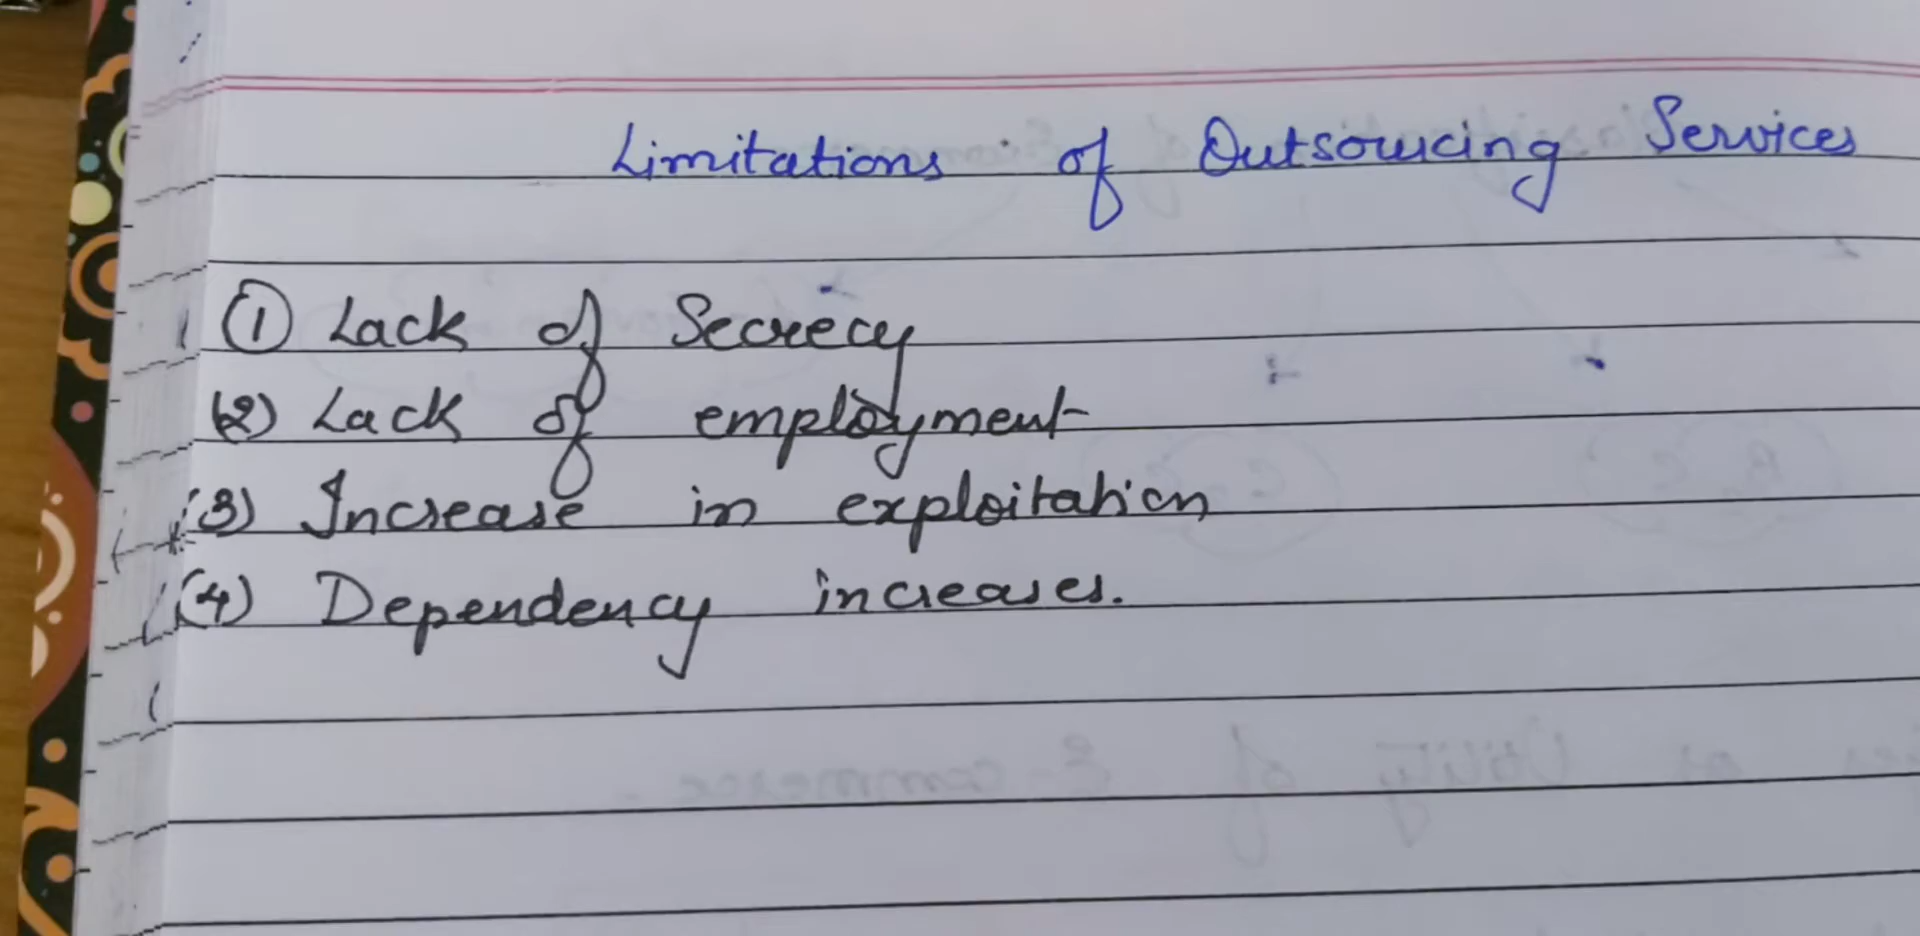 Limitations of Outsourcing Services
① Lack of Secrecy
(2) Lack of employment
(3) Increase in exploitation
(4) Dependency increases.